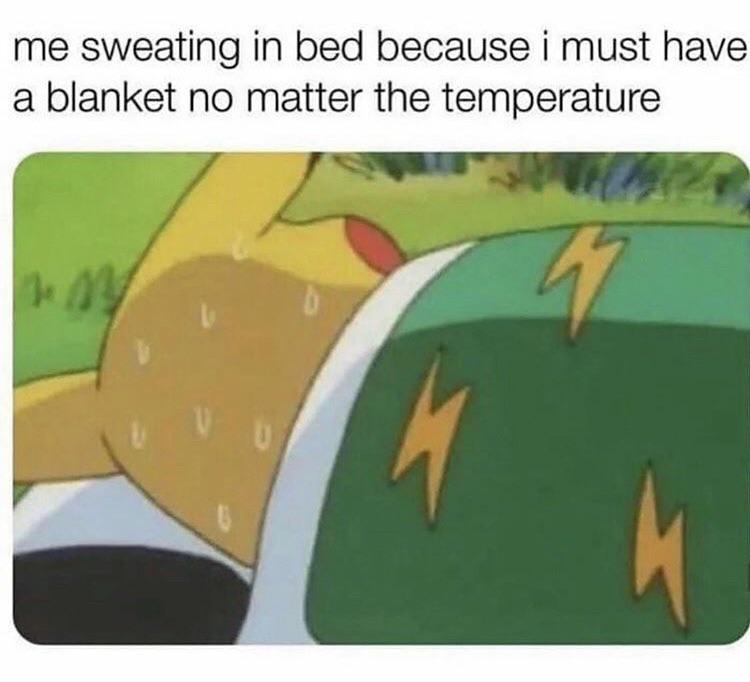 me sweating in bed because i must have
a blanket no matter the temperature